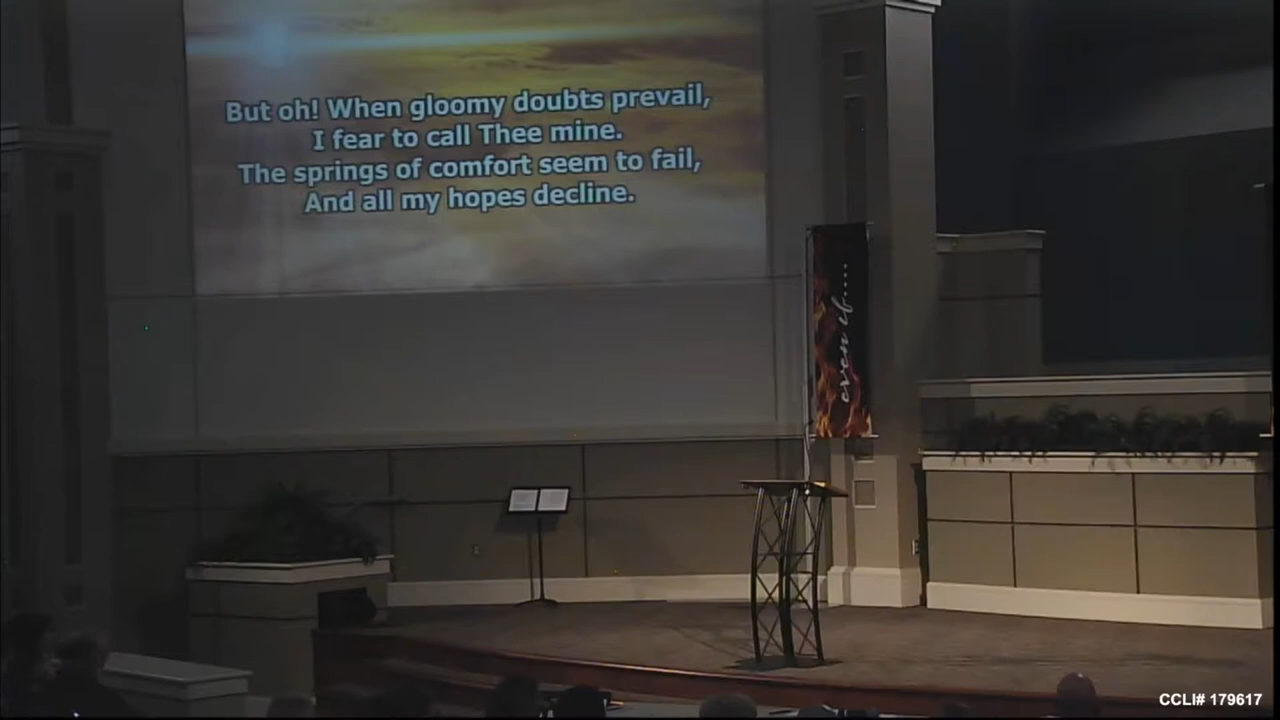 But oh! When gloomy doubts prevail,
I fear to call Thee mine.
The springs of comfort seem to fail,
And all my hopes decline.
even if.....
CCLI# 179617